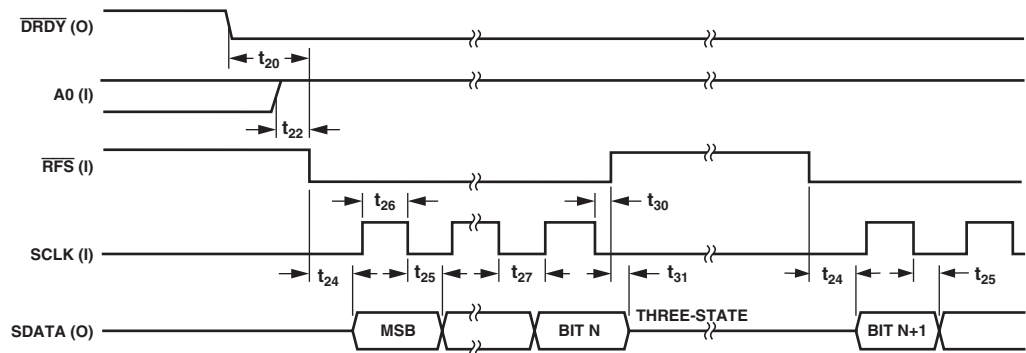 DRDY (O)
t20
A0 (I)
t22
RFS (I)
t26
t30
SCLK (I)
t24
t25
t27
t31
t24
t25
THREE-STATE
SDATA (O)
MSB
BIT N
BIT N+1